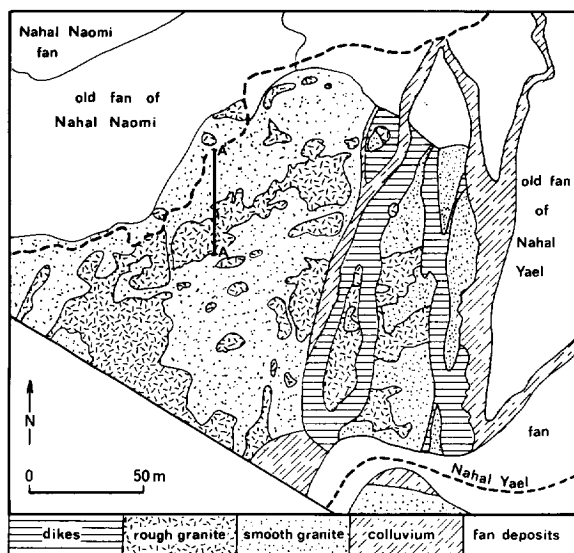 Nahal Naomi
fan
old fan of
Nahal Naomi
A'
A
old fan
of
Nahal
Yael
fan
Nahal Yael
N
0 50 m
dikes rough granite smooth granite colluvium fan deposits